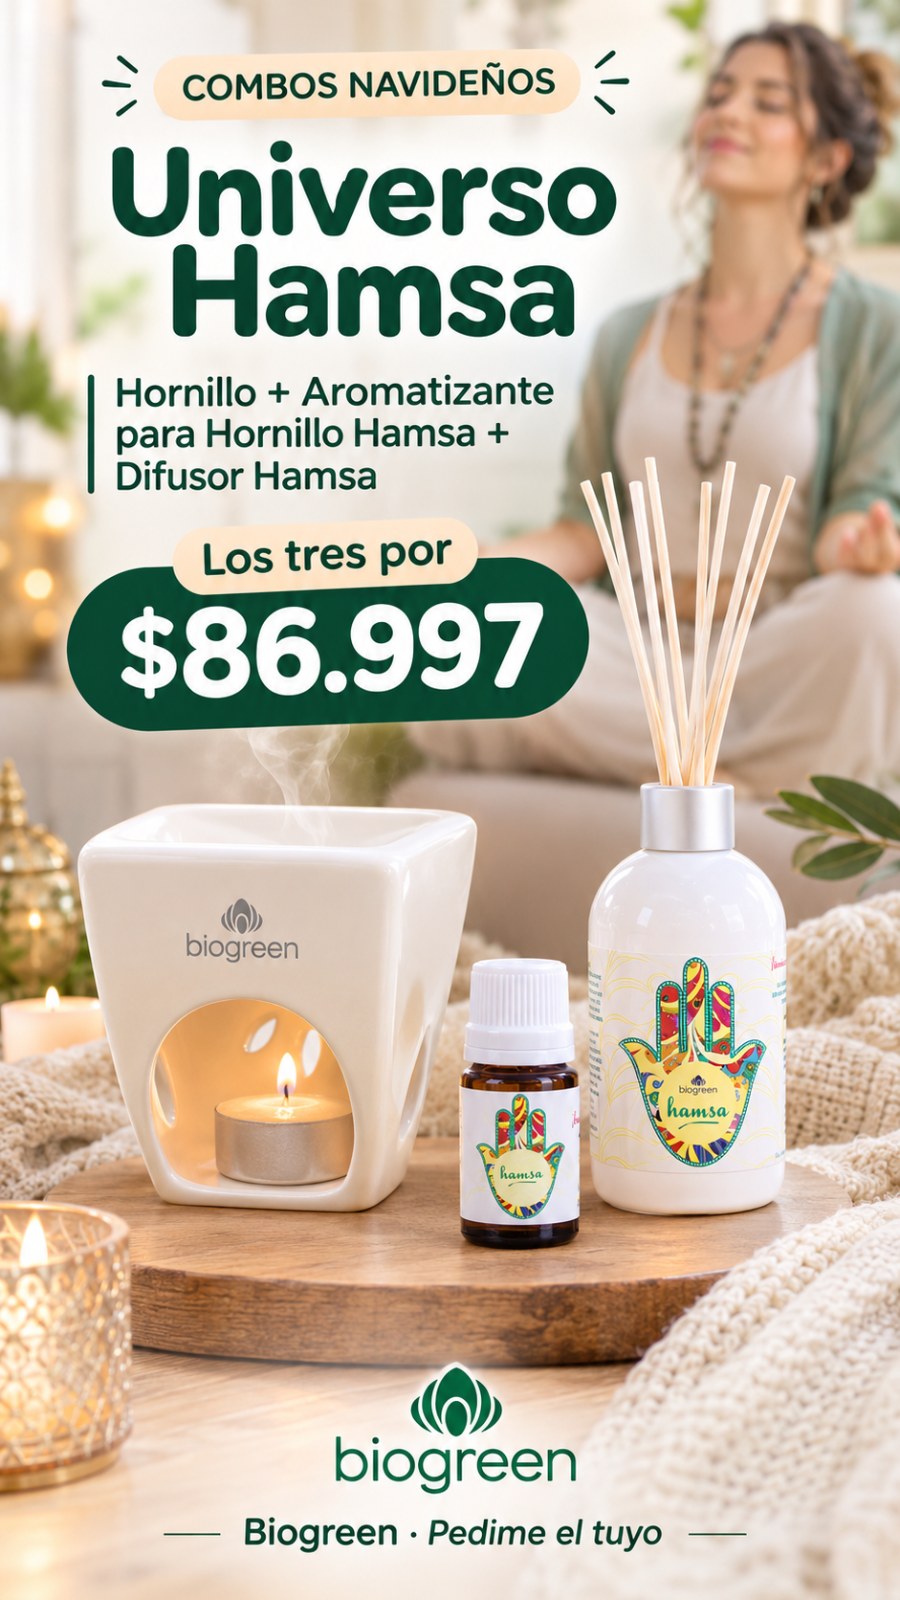 COMBOS NAVIDEÑOS
Universo
Hamsa
Hornillo + Aromatizante
para Hornillo Hamsa +
Difusor Hamsa
Los tres por
$86.997
biogreen
hamsa
biogreen
hamsa
biogreen
Biogreen · Pedime el tuyo